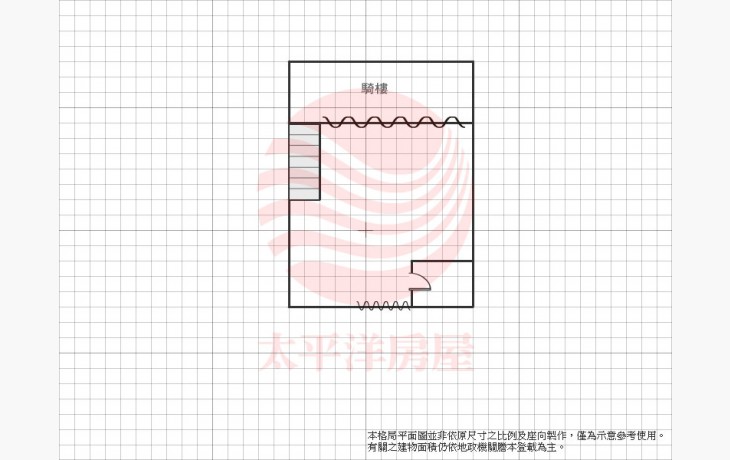 騎樓
太平洋房屋
本格局平面圖並非依原尺寸之比例及座向製作，僅為示意參考使用。
有關之建物面積仍依地政機關謄本登載為主。